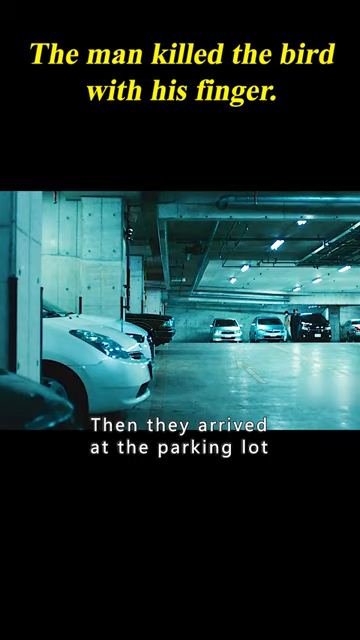 The man killed the bird
with his finger.
Then they arrived
at the parking lot